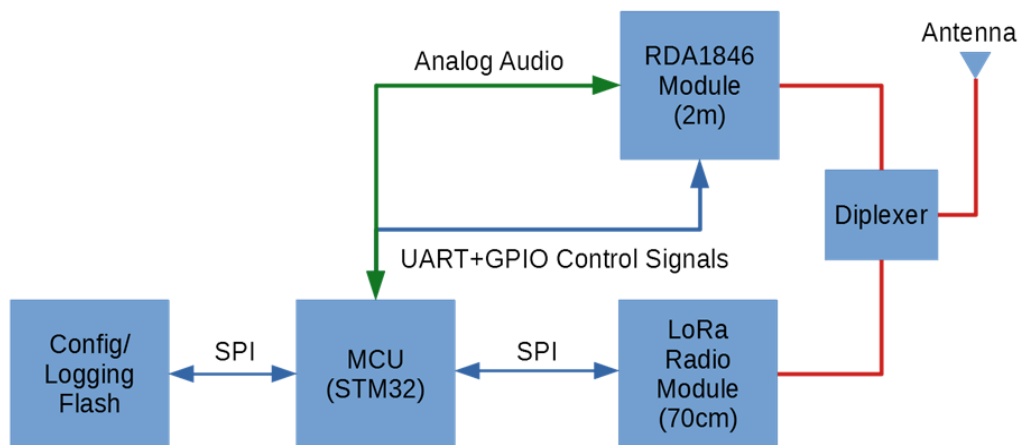 Antenna
Analog Audio
RDA1846
Module
(2m)
Diplexer
UART+GPIO Control Signals
Config/
Logging
Flash
SPI
MCU
(STM32)
SPI
LoRa
Radio
Module
(70cm)